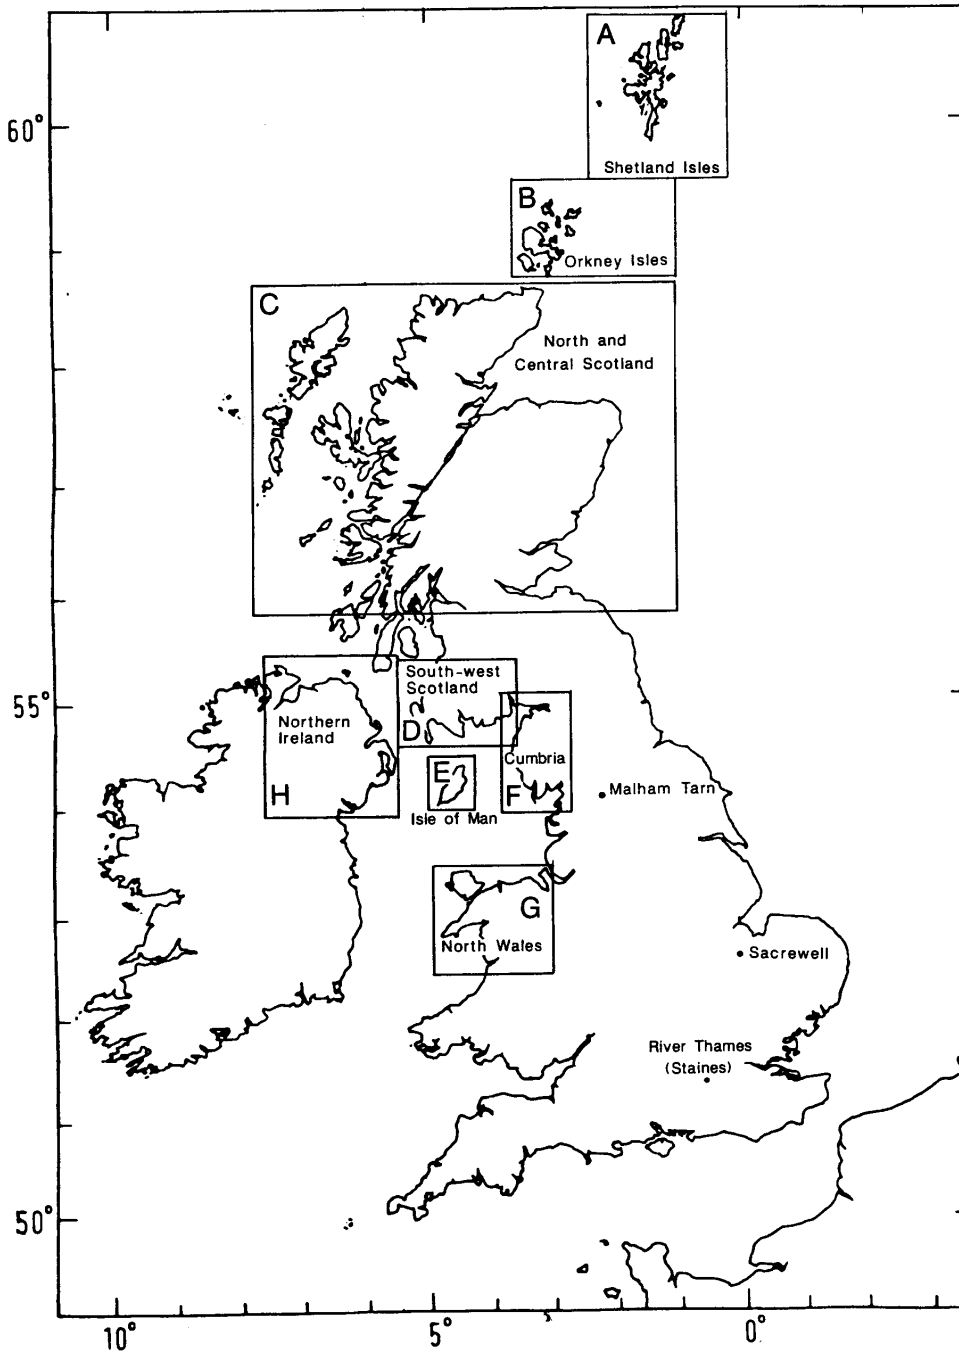 A
60°
Shetland Isles
B
Orkney Isles
C
North and
Central Scotland
South-west
Scotland
55°
Northern
Ireland
D
Cumbria
E
H
F
Malham Tarn
Isle of Man
G
North Wales
Sacrewell
River Thames
(Staines)
50°
10°
5°
0°